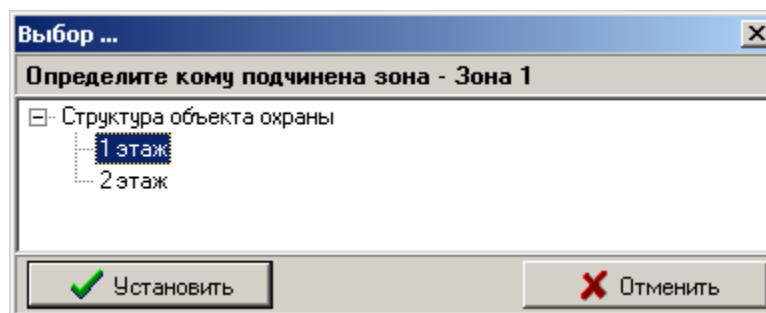 Выбор ...
Определите кому подчинена зона - Зона 1
Структура объекта охраны
1 этаж
2 этаж
Установить
Отменить